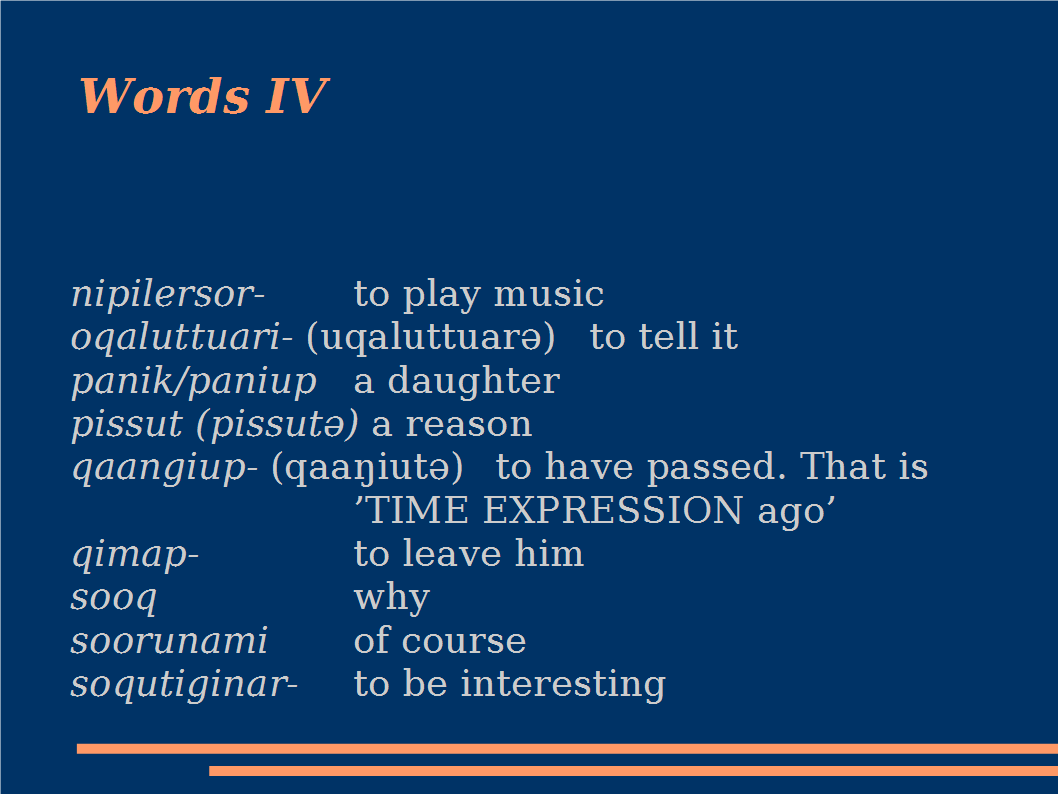 Words IV
nipilersor- to play music
oqaluttuari- (uqaluttuarə) to tell it
panik/paniup a daughter
pissut (pissutə) a reason
qaangiup- (qaaŋiutə) to have passed. That is
’TIME EXPRESSION ago’
qimap- to leave him
sooq why
soorunami of course
soqutiginar- to be interesting